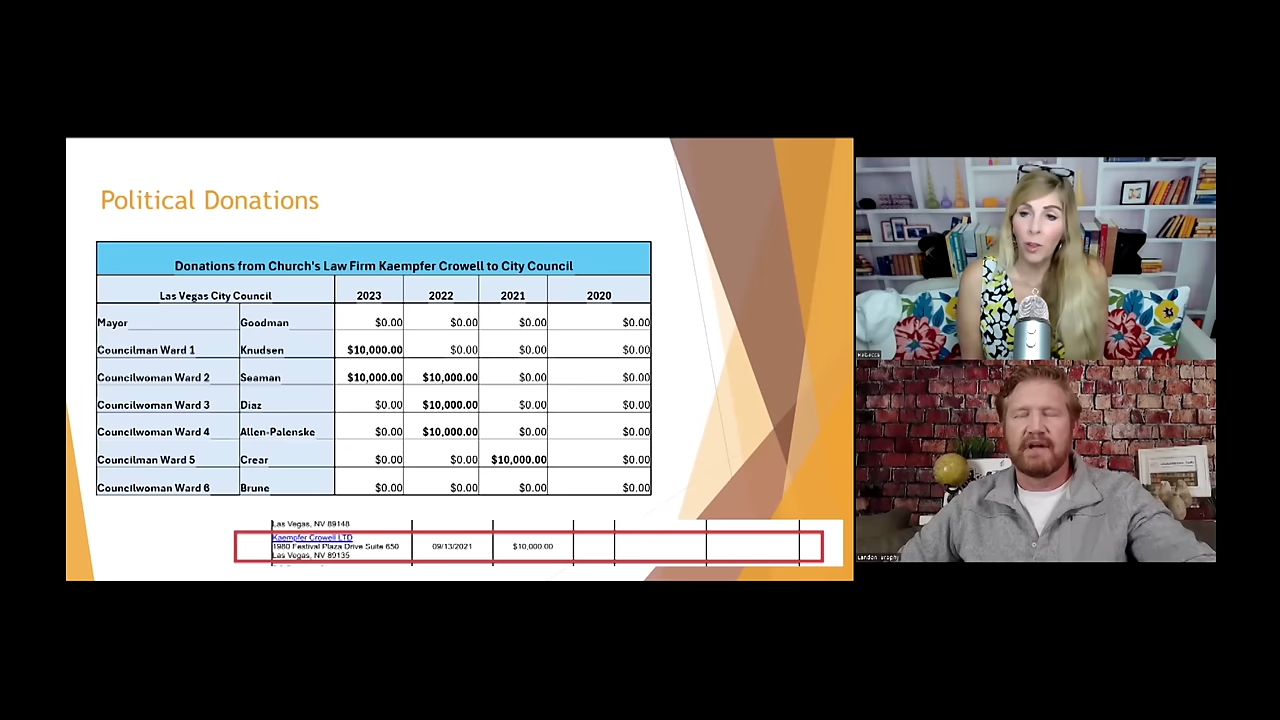 Political Donations
Donations from Church's Law Firm Kaempfer Crowell to City Council
Las Vegas City Council 2023 2022 2021 2020
Mayor Goodman $0.00 $0.00 $0.00 $0.00
Councilman Ward 1 Knudsen $10,000.00 $0.00 $0.00 $0.00
Councilwoman Ward 2 Seaman $10,000.00 $10,000.00 $0.00 $0.00
Councilwoman Ward 3 Diaz $0.00 $10,000.00 $0.00 $0.00
Councilwoman Ward 4 Allen-Palenske $0.00 $10,000.00 $0.00 $0.00
Councilman Ward 5 Crear $0.00 $0.00 $10,000.00 $0.00
Councilwoman Ward 6 Brune $0.00 $0.00 $0.00 $0.00
Las Vegas, NV 89148
Kaempfer Crowell LTD
1980 Festival Plaza Drive Suite 650 09/13/2021 $10,000.00
Las Vegas, NV 89135
Rebecca
Landon Brophy